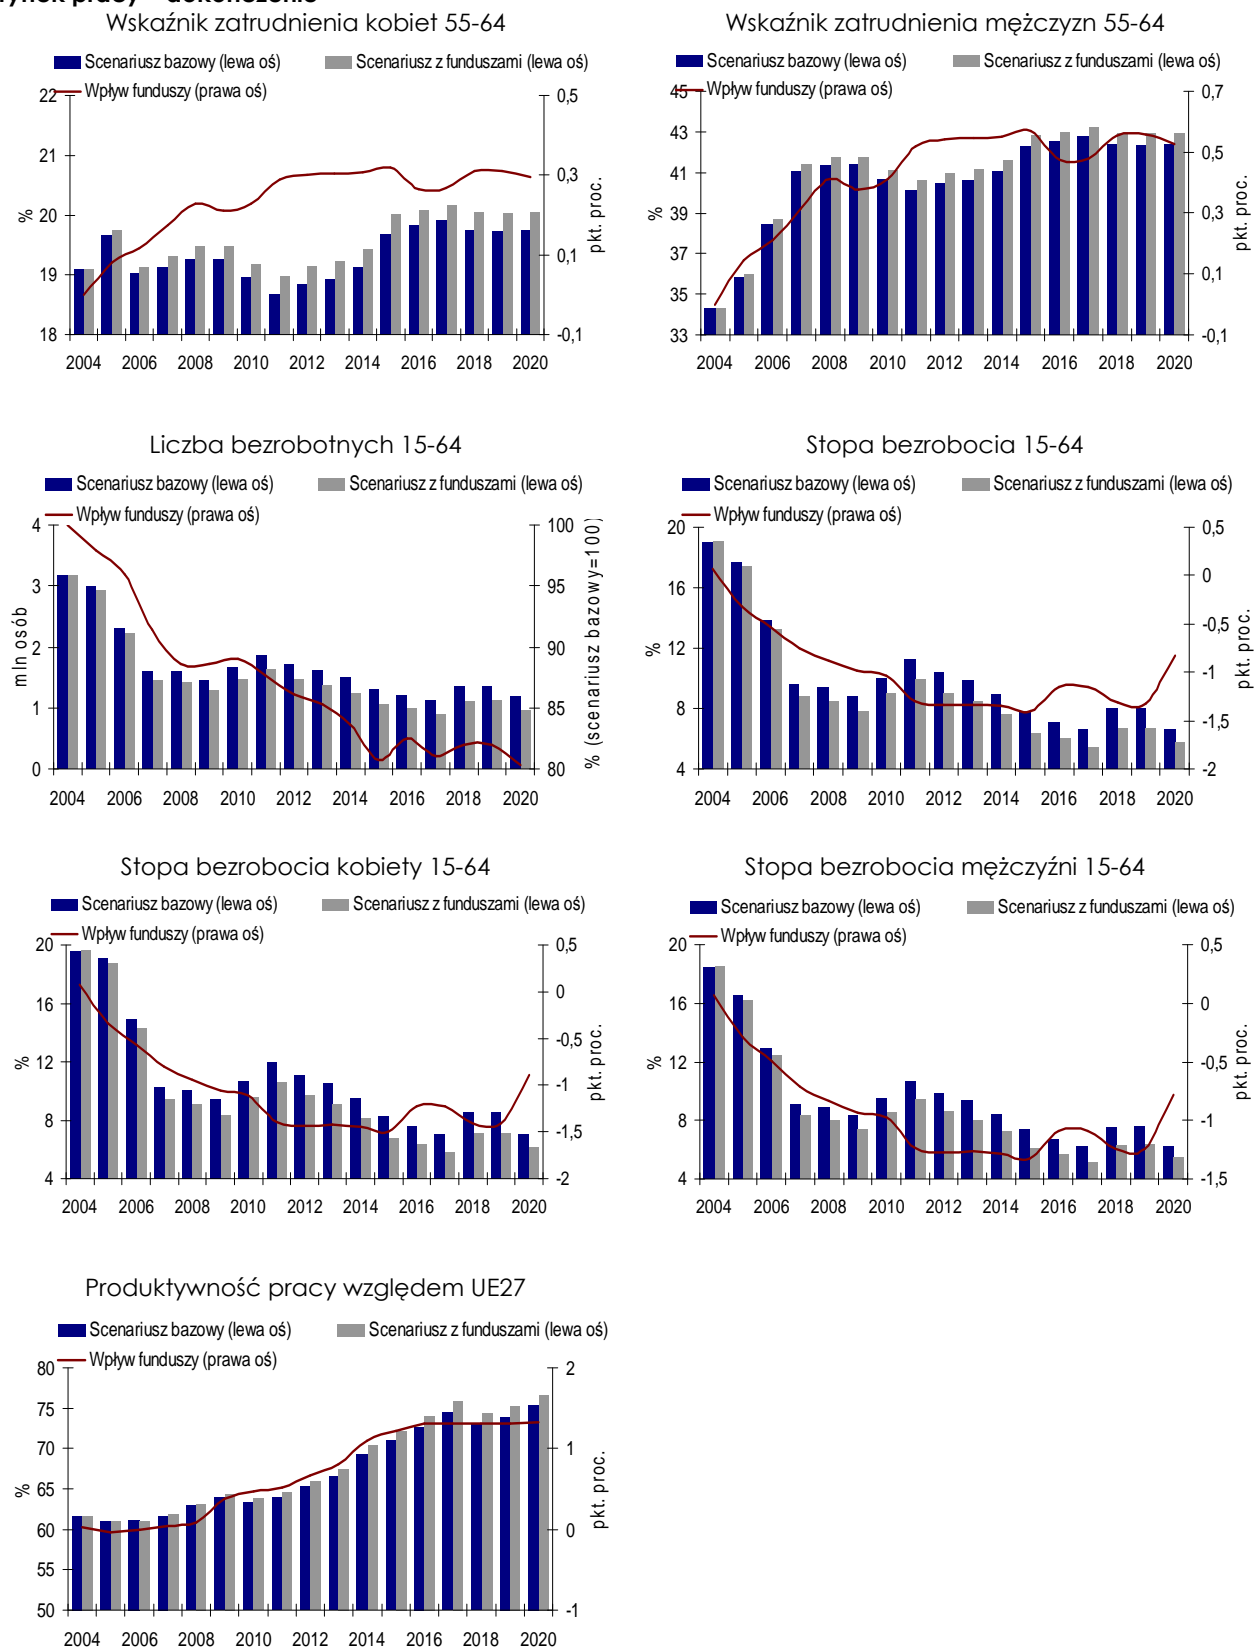 rynek pracy – dokończenie
Wskaźnik zatrudnienia kobiet 55-64
Scenariusz bazowy (lewa oś)
Scenariusz z funduszami (lewa oś)
Wpływ funduszy (prawa oś)
22
21
20
19
18
%
0,5
0,3
0,1
-0,1
pkt. proc.
2004 2006 2008 2010 2012 2014 2016 2018 2020
Wskaźnik zatrudnienia mężczyzn 55-64
Scenariusz bazowy (lewa oś)
Scenariusz z funduszami (lewa oś)
Wpływ funduszy (prawa oś)
45
43
41
39
37
35
33
%
0,7
0,5
0,3
0,1
-0,1
pkt. proc.
2004 2006 2008 2010 2012 2014 2016 2018 2020
Liczba bezrobotnych 15-64
Scenariusz bazowy (lewa oś)
Scenariusz z funduszami (lewa oś)
Wpływ funduszy (prawa oś)
4
3
2
1
0
mln osób
100
95
90
85
80
% (scenariusz bazowy=100)
2004 2006 2008 2010 2012 2014 2016 2018 2020
Stopa bezrobocia 15-64
Scenariusz bazowy (lewa oś)
Scenariusz z funduszami (lewa oś)
Wpływ funduszy (prawa oś)
20
16
12
8
4
%
0,5
0
-0,5
-1
-1,5
-2
pkt. proc.
2004 2006 2008 2010 2012 2014 2016 2018 2020
Stopa bezrobocia kobiety 15-64
Scenariusz bazowy (lewa oś)
Scenariusz z funduszami (lewa oś)
Wpływ funduszy (prawa oś)
20
16
12
8
4
%
0,5
0
-0,5
-1
-1,5
-2
pkt. proc.
2004 2006 2008 2010 2012 2014 2016 2018 2020
Stopa bezrobocia mężczyźni 15-64
Scenariusz bazowy (lewa oś)
Scenariusz z funduszami (lewa oś)
Wpływ funduszy (prawa oś)
20
16
12
8
4
%
0,5
0
-0,5
-1
-1,5
pkt. proc.
2004 2006 2008 2010 2012 2014 2016 2018 2020
Produktywność pracy względem UE27
Scenariusz bazowy (lewa oś)
Scenariusz z funduszami (lewa oś)
Wpływ funduszy (prawa oś)
80
75
70
65
60
55
50
%
2
1
0
-1
pkt. proc.
2004 2006 2008 2010 2012 2014 2016 2018 2020